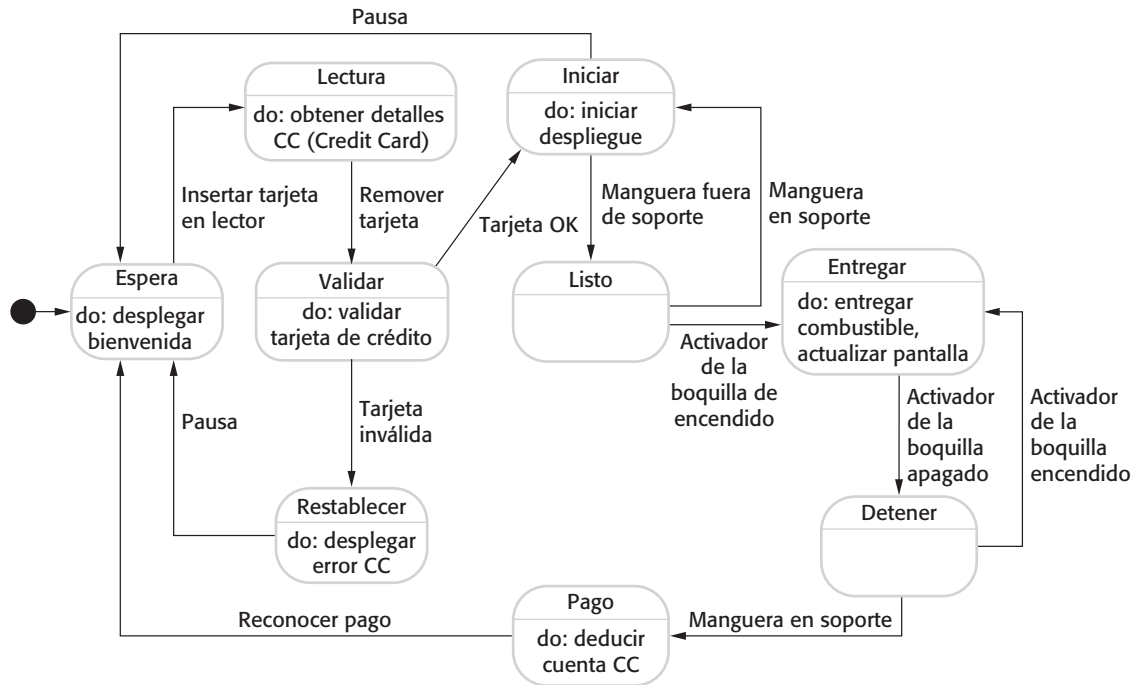 Pausa
Lectura
do: obtener detalles
CC (Credit Card)
Iniciar
do: iniciar
despliegue
Insertar tarjeta
en lector
Remover
tarjeta
Tarjeta OK
Manguera fuera
de soporte
Manguera
en soporte
Espera
do: desplegar
bienvenida
Validar
do: validar
tarjeta de crédito
Listo
Entregar
do: entregar
combustible,
actualizar pantalla
Activador
de la
boquilla de
encendido
Pausa
Tarjeta
inválida
Activador
de la
boquilla
apagado
Activador
de la
boquilla
encendido
Restablecer
do: desplegar
error CC
Detener
Reconocer pago
Pago
do: deducir
cuenta CC
Manguera en soporte